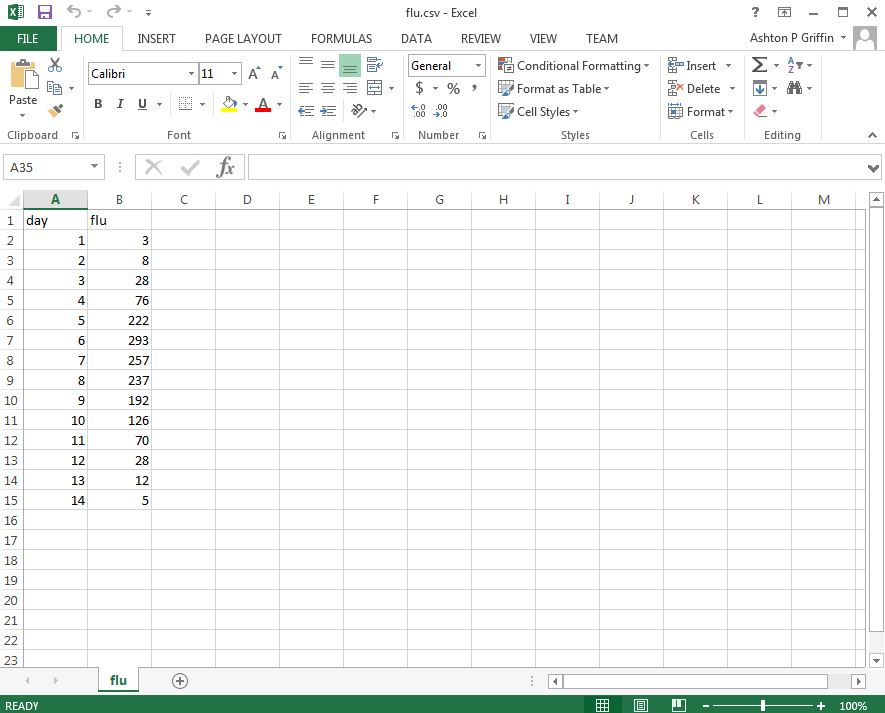 flu.csv - Excel
FILE HOME INSERT PAGE LAYOUT FORMULAS DATA REVIEW VIEW TEAM Ashton P Griffin
Paste
Calibri 11
B I U A
General
$ % ,
Conditional Formatting
Format as Table
Cell Styles
Insert
Delete
Format
Clipboard Font Alignment Number Styles Cells Editing
A35 fx
A B C D E F G H I J K L M
1 day flu
2 1 3
3 2 8
4 3 28
5 4 76
6 5 222
7 6 293
8 7 257
9 8 237
10 9 192
11 10 126
12 11 70
13 12 28
14 13 12
15 14 5
16
17
18
19
20
21
22
23
flu
READY 100%